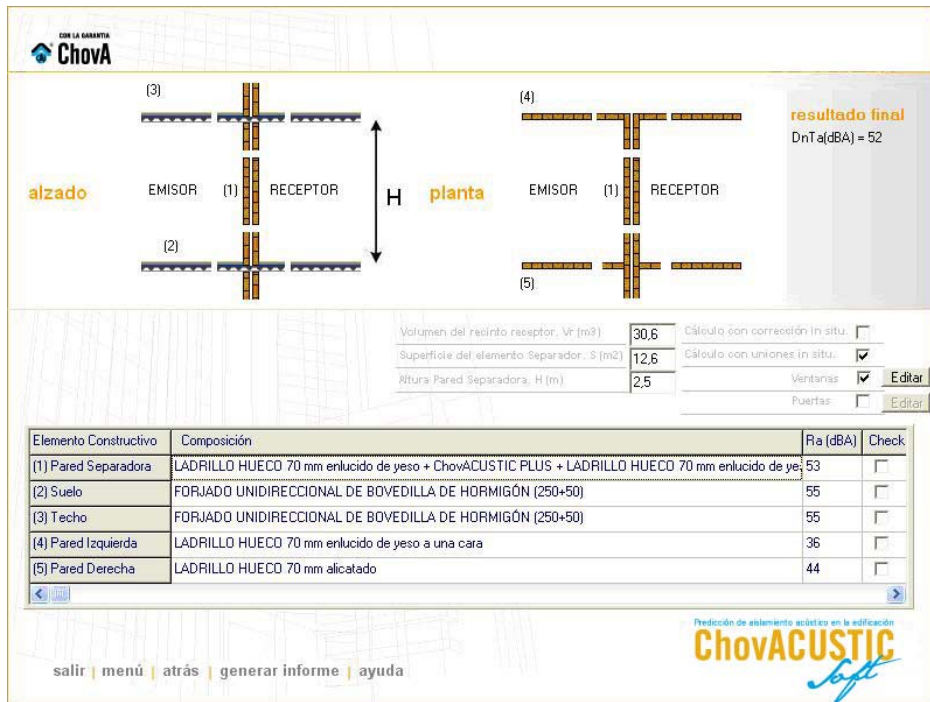 CON LA GARANTIA
ChovA
(3)
(4)
resultado final
DnTa(dBA) = 52
alzado
EMISOR
(1)
RECEPTOR
H
planta
EMISOR
(1)
RECEPTOR
(2)
(5)
Volumen del recinto receptor, Vr (m3)
30,6
Cálculo con corrección in situ.
Superficie del elemento Separador, S (m2)
12,6
Cálculo con uniones in situ.
Altura Pared Separadora, H (m)
2,5
Ventanas
Editar
Puertas
Editar
Elemento Constructivo
Composición
Ra (dBA)
Check
(1) Pared Separadora
LADRILLO HUECO 70 mm enlucido de yeso + ChovACUSTIC PLUS + LADRILLO HUECO 70 mm enlucido de ye
53
(2) Suelo
FORJADO UNIDIRECCIONAL DE BOVEDILLA DE HORMIGÓN (250+50)
55
(3) Techo
FORJADO UNIDIRECCIONAL DE BOVEDILLA DE HORMIGÓN (250+50)
55
(4) Pared Izquierda
LADRILLO HUECO 70 mm enlucido de yeso a una cara
36
(5) Pared Derecha
LADRILLO HUECO 70 mm alicatado
44
Predicción de aislamiento acústico en la edificación
ChovACUSTIC
Soft
salir | menú | atrás | generar informe | ayuda